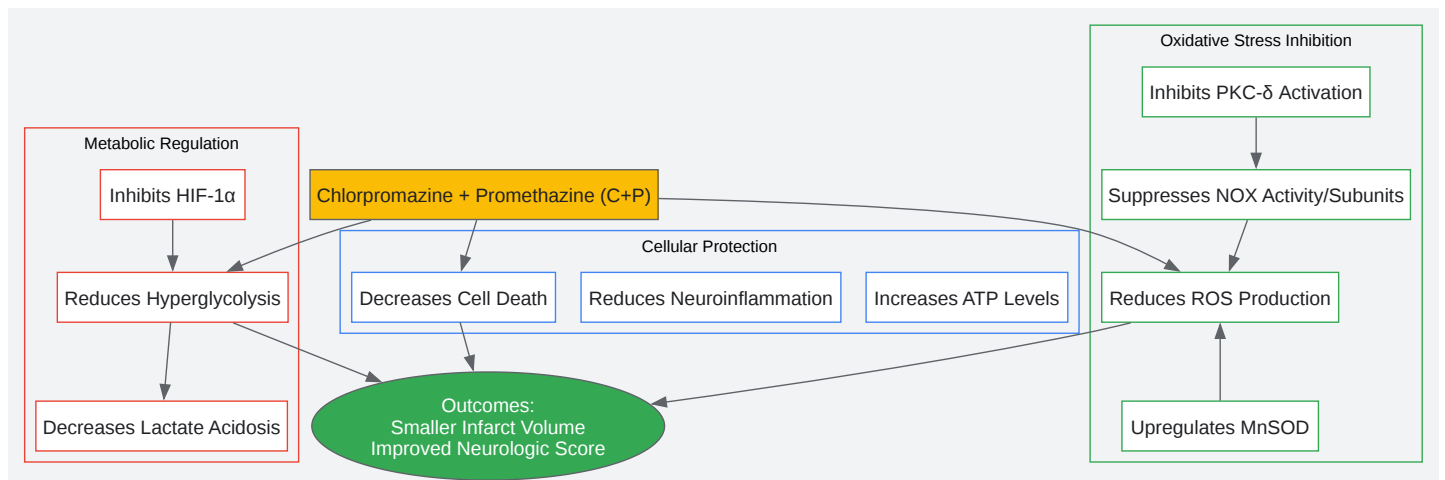 Oxidative Stress Inhibition
Inhibits PKC-δ Activation
Metabolic Regulation
Inhibits HIF-1α
Chlorpromazine + Promethazine (C+P)
Suppresses NOX Activity/Subunits
Cellular Protection
Reduces Hyperglycolysis
Decreases Cell Death
Reduces Neuroinflammation
Increases ATP Levels
Reduces ROS Production
Decreases Lactate Acidosis
Outcomes:
Smaller Infarct Volume
Improved Neurologic Score
Upregulates MnSOD